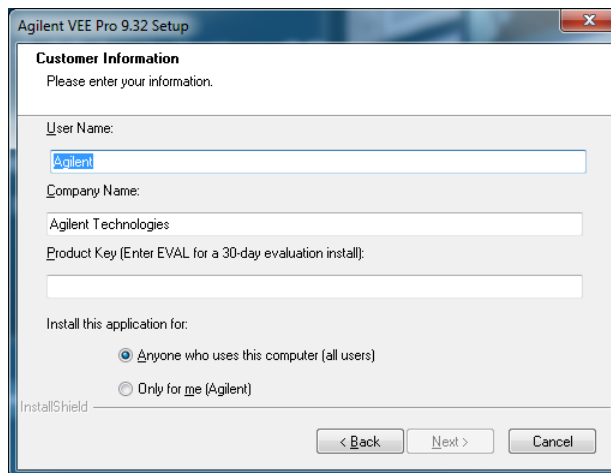 Agilent VEE Pro 9.32 Setup
Customer Information
Please enter your information.
User Name:
Agilent
Company Name:
Agilent Technologies
Product Key (Enter EVAL for a 30-day evaluation install):
Install this application for:
Anyone who uses this computer (all users)
Only for me (Agilent)
InstallShield
< Back Next > Cancel